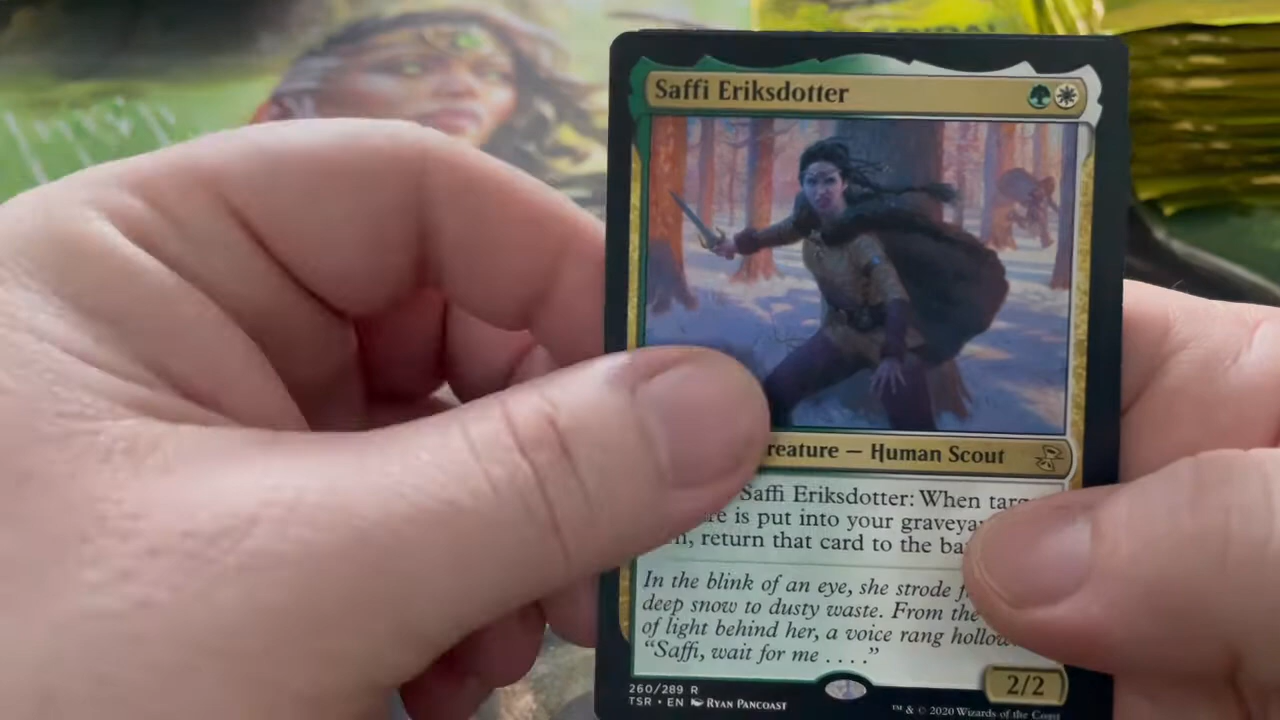 Saffi Eriksdotter
reature — Human Scout
Saffi Eriksdotter: When targ
re is put into your graveya
n, return that card to the ba
In the blink of an eye, she strode f
deep snow to dusty waste. From the
of light behind her, a voice rang hollow
“Saffi, wait for me . . . .”
2/2
260/289 R
TSR • EN Ryan Pancoast
™ & © 2020 Wizards of the Coast